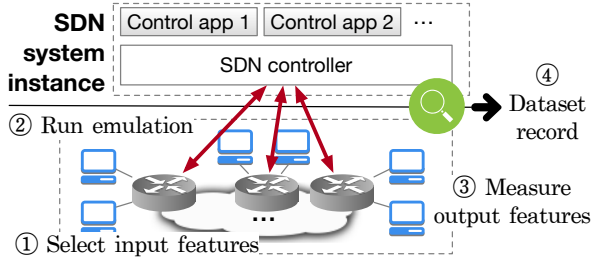 SDN system instance
Control app 1
Control app 2
...
SDN controller
④ Dataset record
② Run emulation
③ Measure output features
...
① Select input features